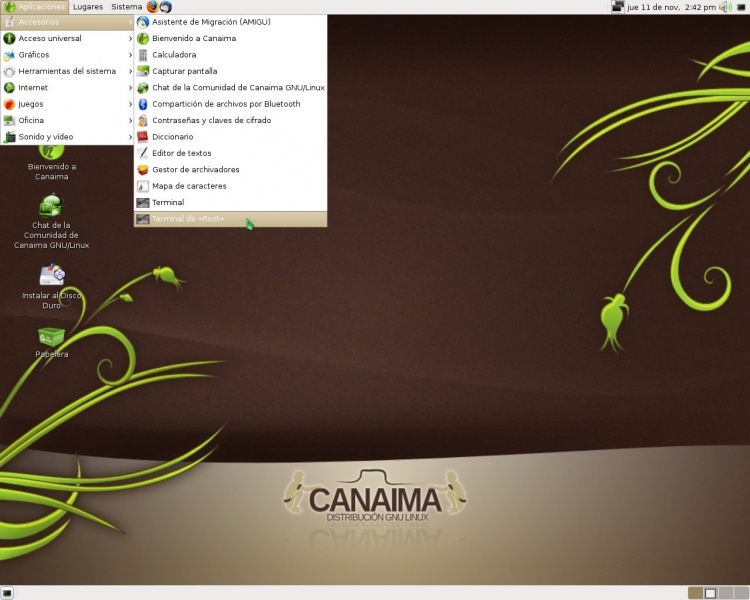 Aplicaciones Lugares Sistema
jue 11 de nov, 2:42 pm
Accesorios
Acceso universal
Gráficos
Herramientas del sistema
Internet
Juegos
Oficina
Sonido y vídeo
Asistente de Migración (AMIGU)
Bienvenido a Canaima
Calculadora
Capturar pantalla
Chat de la Comunidad de Canaima GNU/Linux
Compartición de archivos por Bluetooth
Contraseñas y claves de cifrado
Diccionario
Editor de textos
Gestor de archivadores
Mapa de caracteres
Terminal
Terminal de «Root»
Bienvenido a
Canaima
Chat de la
Comunidad de
Canaima GNU/Linux
Instalar al Disco
Duro
Papelera
CANAIMA
DISTRIBUCIÓN GNU LINUX